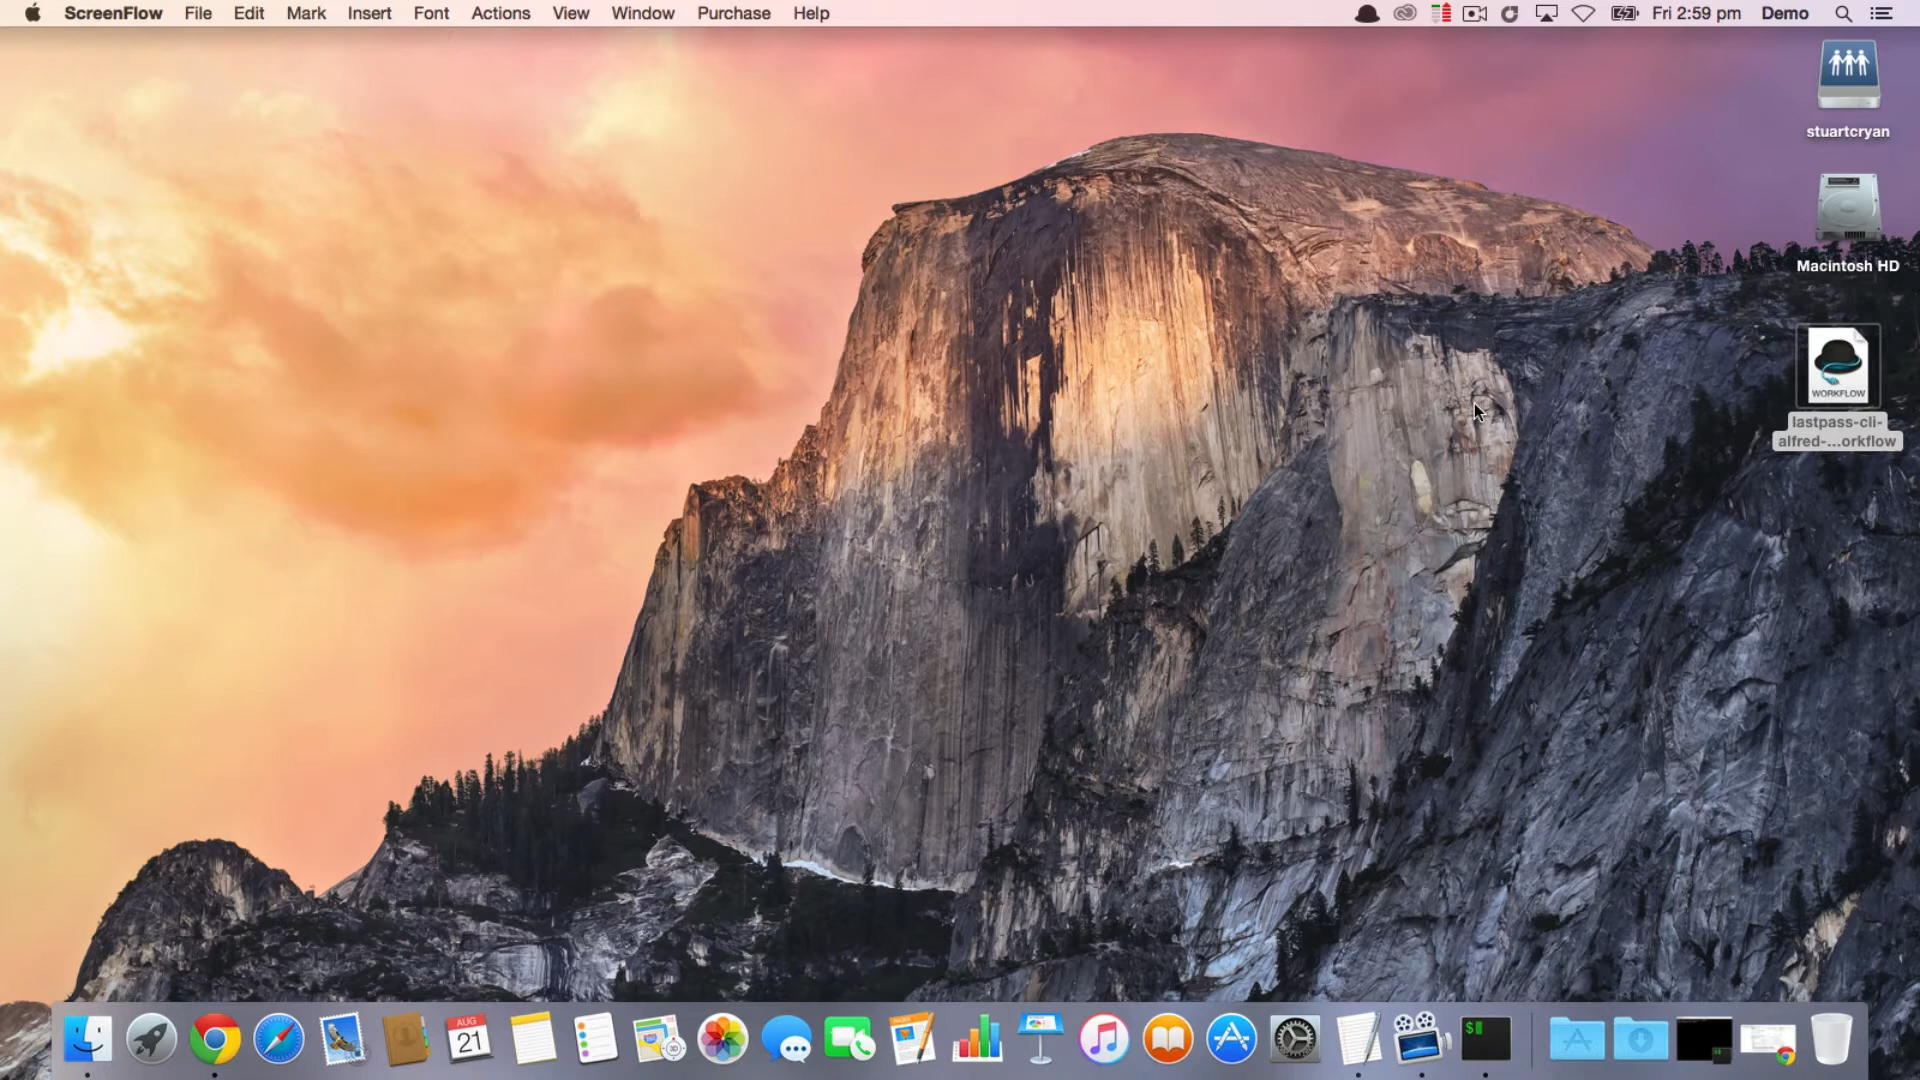 ScreenFlow File Edit Mark Insert Font Actions View Window Purchase Help Fri 2:59 pm Demo
stuartcryan
Macintosh HD
WORKFLOW
lastpass-cli-
alfred-...orkflow
AUG
21
3D
$